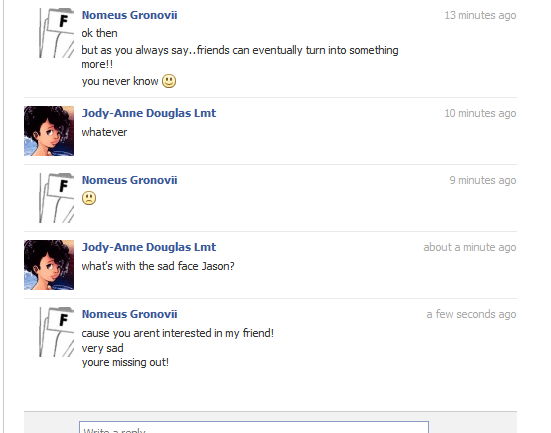 F
Nomeus Gronovii 13 minutes ago
ok then
but as you always say..friends can eventually turn into something
more!!
you never know
Jody-Anne Douglas Lmt 10 minutes ago
whatever
F
Nomeus Gronovii 9 minutes ago
Jody-Anne Douglas Lmt about a minute ago
what's with the sad face Jason?
F
Nomeus Gronovii a few seconds ago
cause you arent interested in my friend!
very sad
youre missing out!
Write a reply